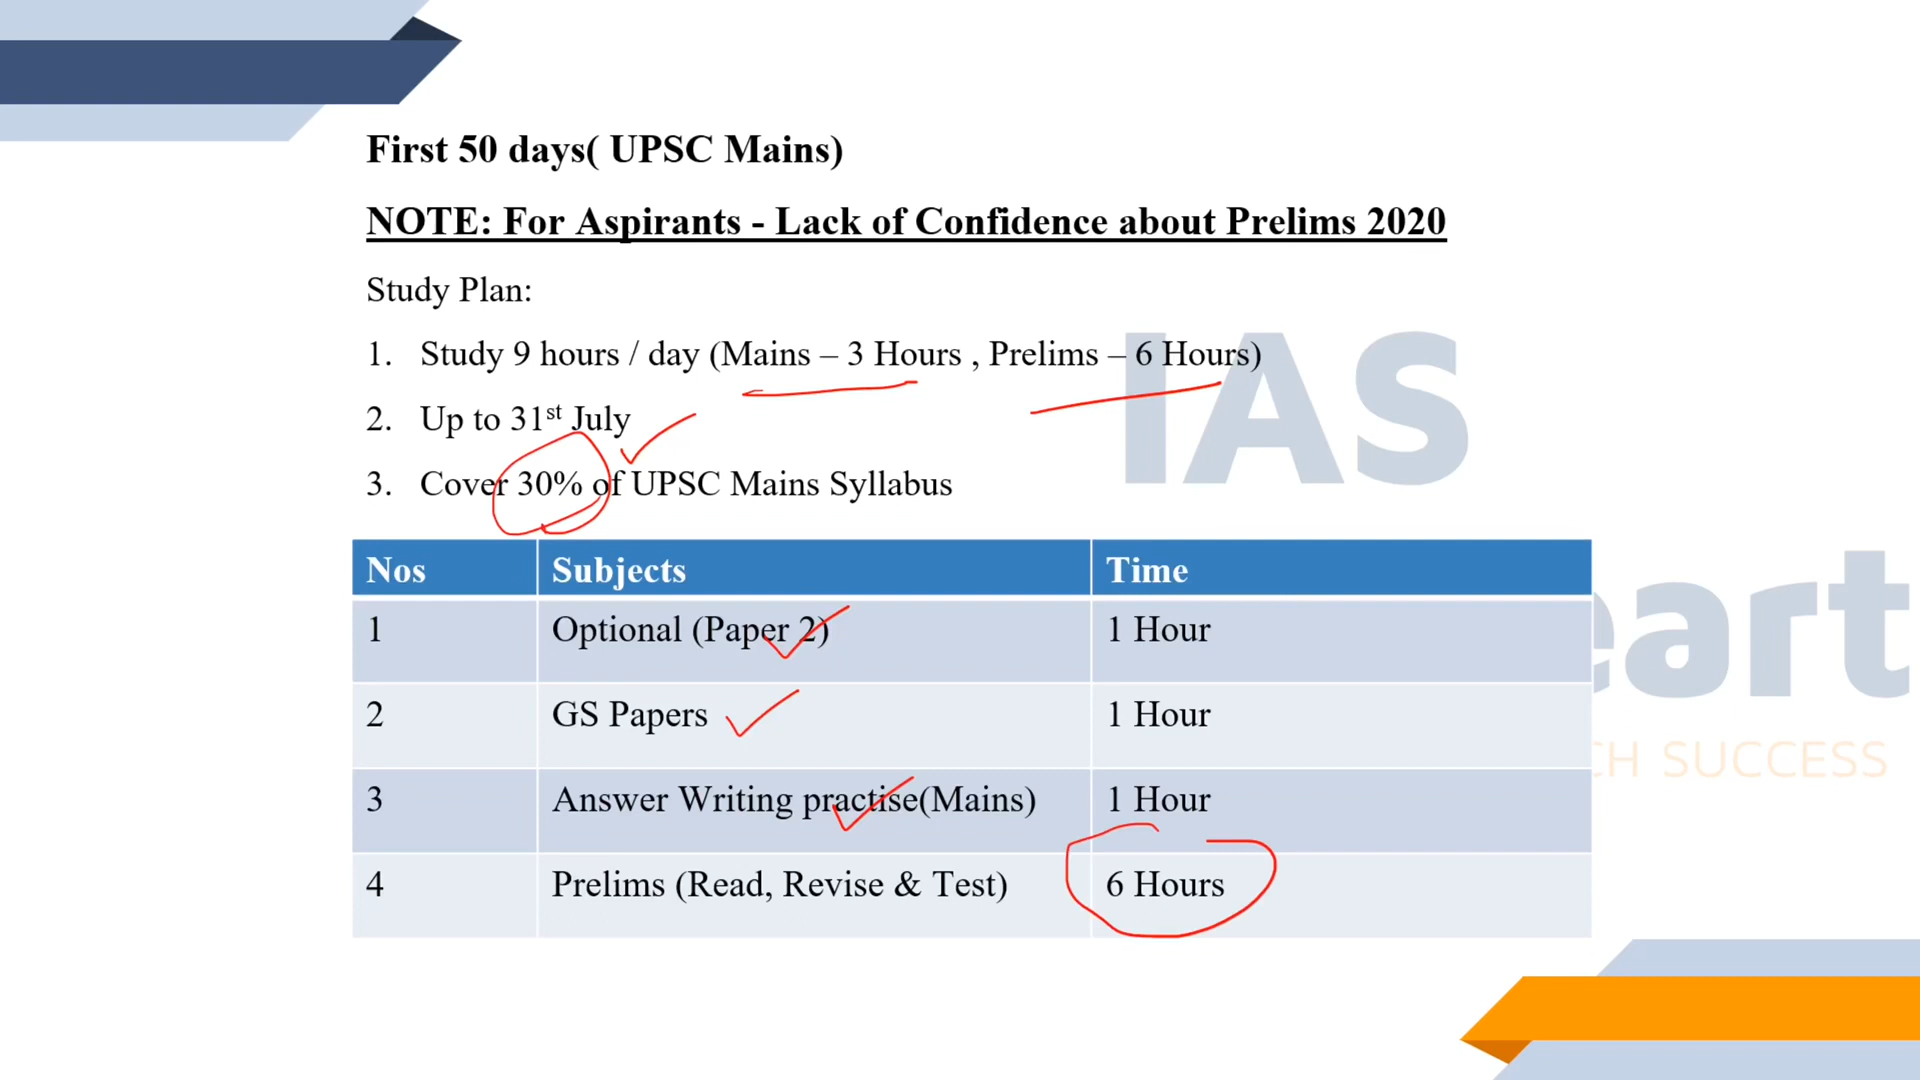 First 50 days( UPSC Mains)
NOTE: For Aspirants - Lack of Confidence about Prelims 2020
Study Plan:
1. Study 9 hours / day (Mains – 3 Hours , Prelims – 6 Hours)
2. Up to 31st July
3. Cover 30% of UPSC Mains Syllabus
IAS
Nos Subjects Time
1 Optional (Paper 2) 1 Hour
2 GS Papers 1 Hour
3 Answer Writing practise(Mains) 1 Hour
4 Prelims (Read, Revise & Test) 6 Hours
eart
CH SUCCESS